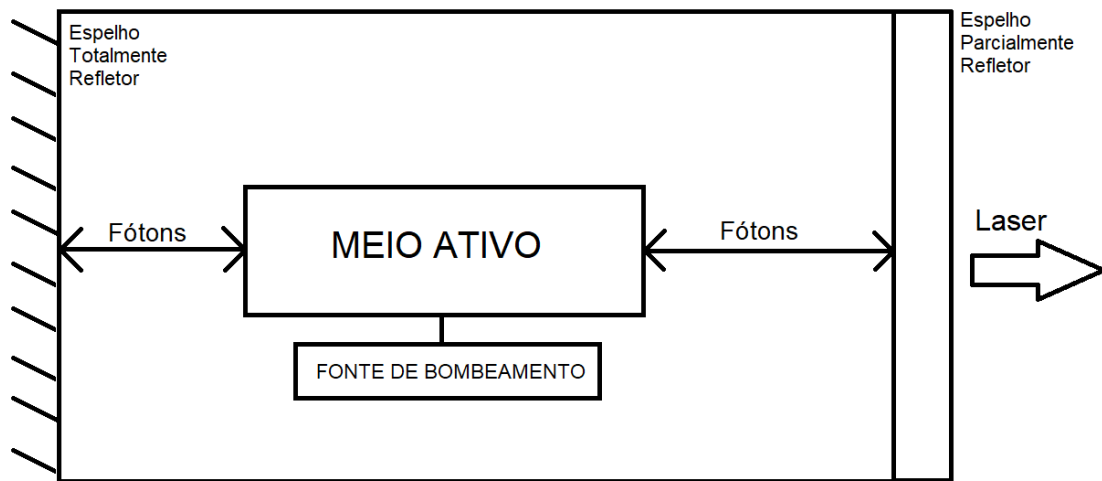 Espelho
Totalmente
Refletor
Espelho
Parcialmente
Refletor
Fótons
MEIO ATIVO
Fótons
Laser
FONTE DE BOMBEAMENTO